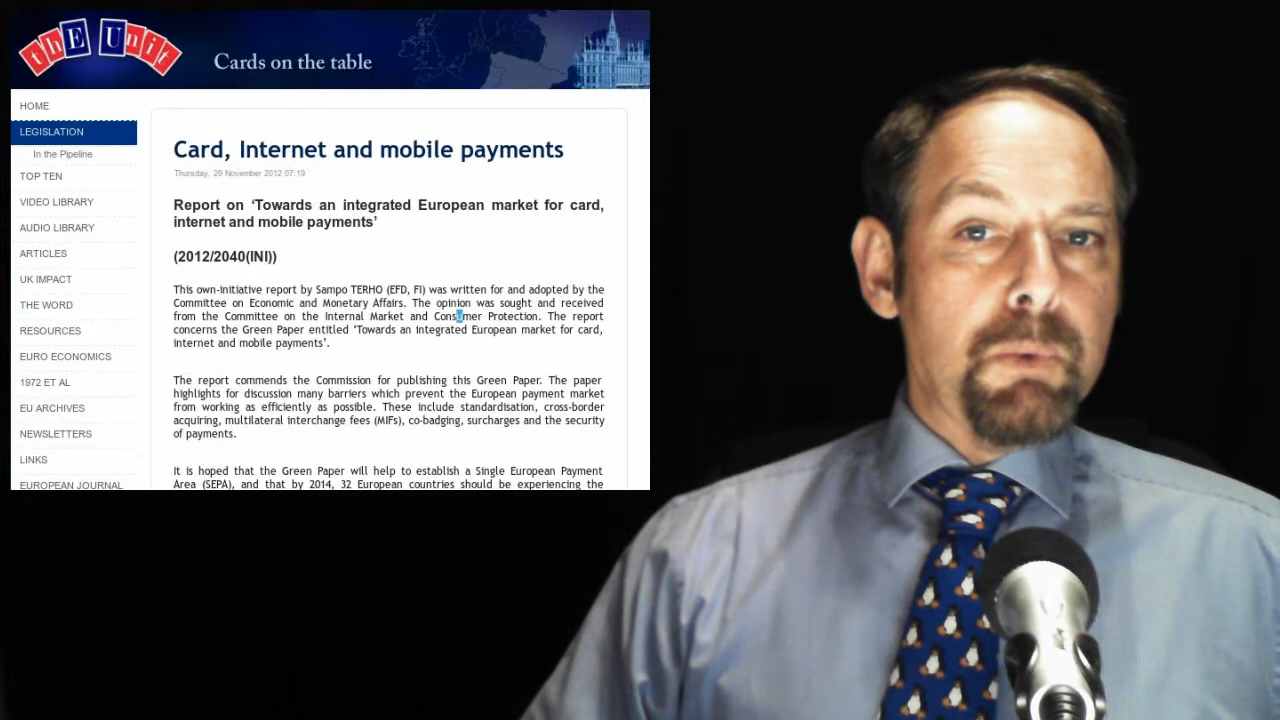 thE Unit
Cards on the table
HOME
LEGISLATION
In the Pipeline
TOP TEN
VIDEO LIBRARY
AUDIO LIBRARY
ARTICLES
UK IMPACT
THE WORD
RESOURCES
EURO ECONOMICS
1972 ET AL
EU ARCHIVES
NEWSLETTERS
LINKS
EUROPEAN JOURNAL
Card, Internet and mobile payments
Thursday, 29 November 2012 07:19
Report on ‘Towards an integrated European market for card,
internet and mobile payments’
(2012/2040(INI))
This own-initiative report by Sampo TERHO (EFD, FI) was written for and adopted by the
Committee on Economic and Monetary Affairs. The opinion was sought and received
from the Committee on the Internal Market and Consumer Protection. The report
concerns the Green Paper entitled ‘Towards an integrated European market for card,
internet and mobile payments’.
The report commends the Commission for publishing this Green Paper. The paper
highlights for discussion many barriers which prevent the European payment market
from working as efficiently as possible. These include standardisation, cross-border
acquiring, multilateral interchange fees (MIFs), co-badging, surcharges and the security
of payments.
It is hoped that the Green Paper will help to establish a Single European Payment
Area (SEPA), and that by 2014, 32 European countries should be experiencing the